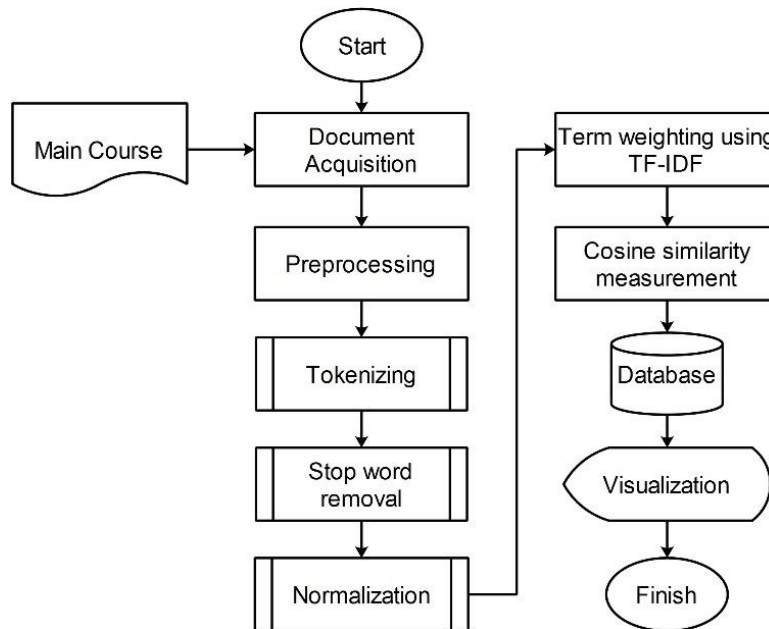 Start
Main Course
Document
Acquisition
Preprocessing
Tokenizing
Stop word
removal
Normalization
Term weighting using
TF-IDF
Cosine similarity
measurement
Database
Visualization
Finish